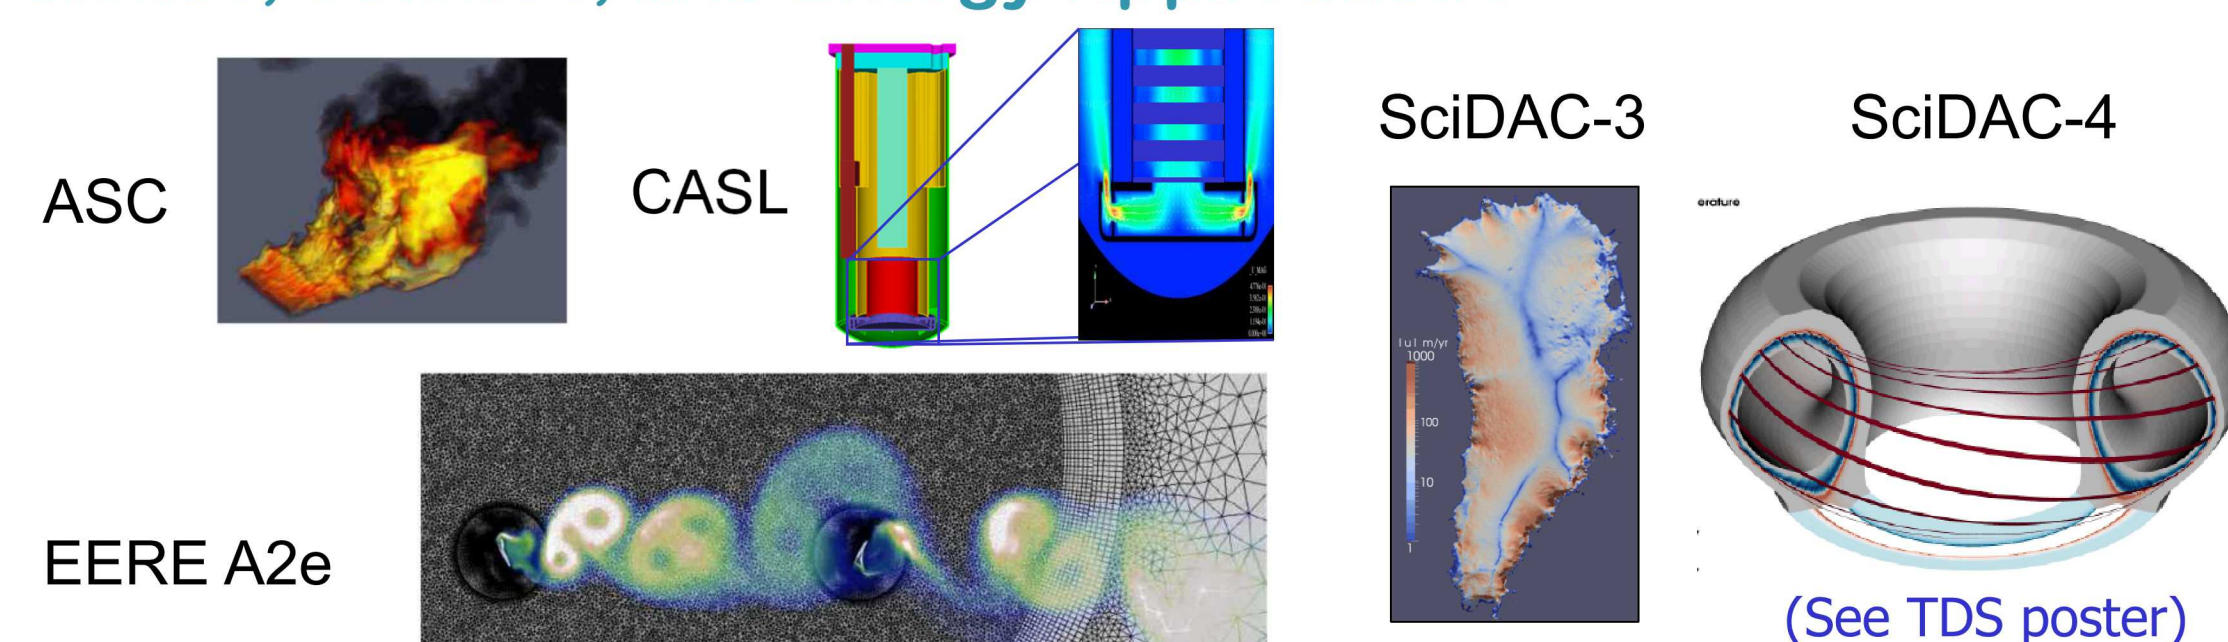 ASC
CASL
SciDAC-3
SciDAC-4
erature
|u| m/yr
1000
100
10
1
EERE A2e
(See TDS poster)